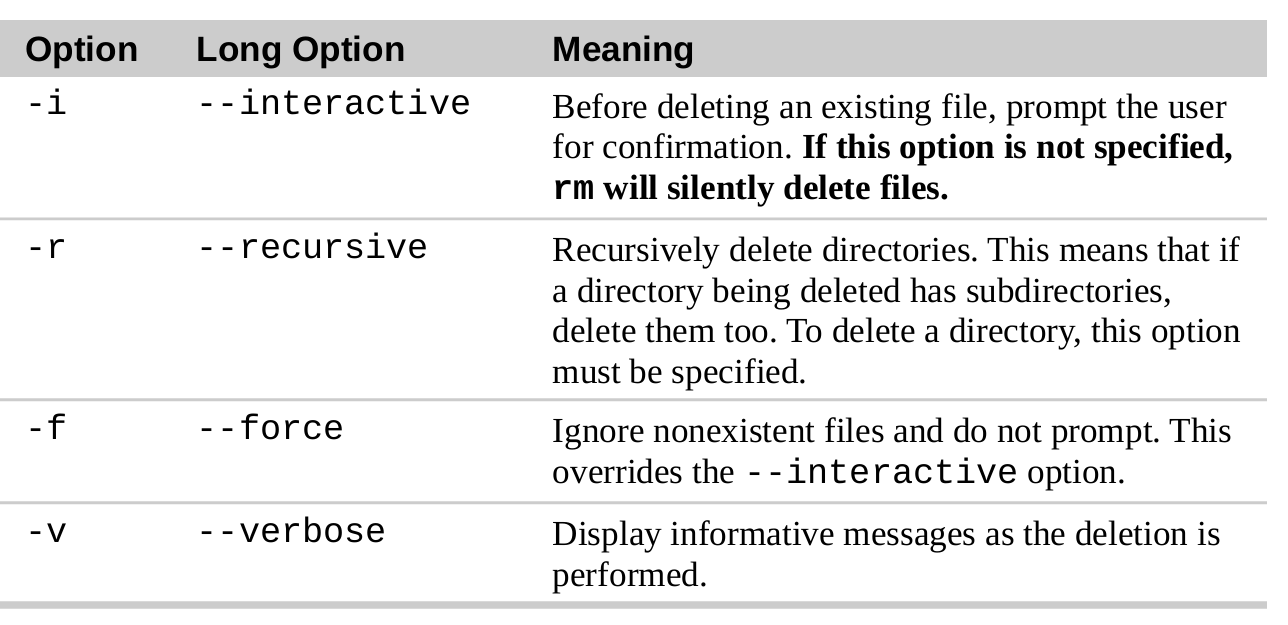 Option Long Option Meaning
-i --interactive Before deleting an existing file, prompt the user
for confirmation. If this option is not specified,
rm will silently delete files.
-r --recursive Recursively delete directories. This means that if
a directory being deleted has subdirectories,
delete them too. To delete a directory, this option
must be specified.
-f --force Ignore nonexistent files and do not prompt. This
overrides the --interactive option.
-v --verbose Display informative messages as the deletion is
performed.